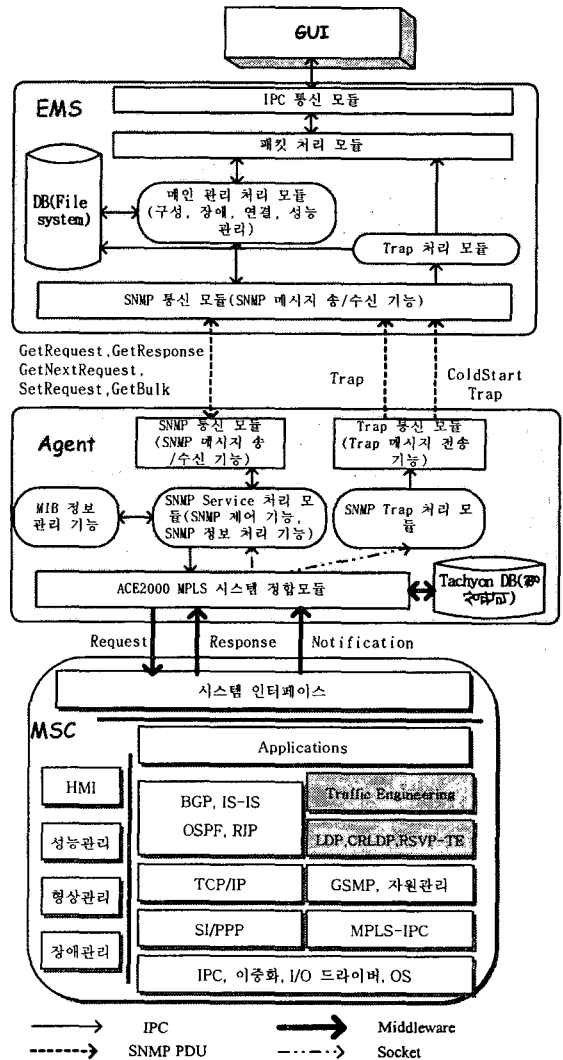 GUI
EMS
IPC 통신 모듈
패킷 처리 모듈
DB(File
system)
메인 관리 처리 모듈
(구성, 장애, 연결, 성능
관리)
Trap 처리 모듈
SNMP 통신 모듈(SNMP 메시지 송/수신 기능)
GetRequest,GetResponse
GetNextRequest,
SetRequest,GetBulk
Trap
ColdStart
Trap
Agent
SNMP 통신 모듈
(SNMP 메시지 송
/수신 기능)
Trap 통신 모듈
(Trap 메시지 전송
기능)
MIB 정보
관리 기능
SNMP Service 처리 모
듈(SNMP 제어 기능,
SNMP 정보 처리 기능)
SNMP Trap 처리 모
듈
ACE2000 MPLS 시스템 정합모듈
Tachyon DB(
Request
Response
Notification
시스템 인터페이스
MSC
Applications
HMI
성능관리
형상관리
장애관리
BGP, IS-IS
OSPF, RIP
Traffic Engineering
LDP,CRLDP,RSVP-TE
TCP/IP
GSMP, 자원관리
SI/PPP
MPLS-IPC
IPC, 이중화, I/O 드라이버, OS
IPC
Middleware
SNMP PDU
Socket